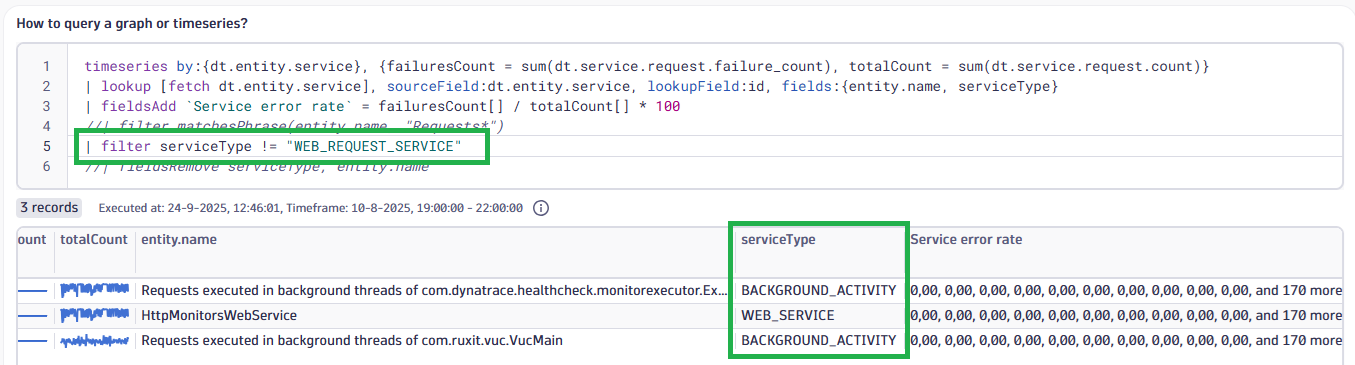 How to query a graph or timeseries?
1 timeseries by:{dt.entity.service}, {failuresCount = sum(dt.service.request.failure_count), totalCount = sum(dt.service.request.count)}
2 | lookup [fetch dt.entity.service], sourceField:dt.entity.service, lookupField:id, fields:{entity.name, serviceType}
3 | fieldsAdd `Service error rate` = failuresCount[] / totalCount[] * 100
4 //| filter matchesPhrase(entity.name, "Requests*")
5 | filter serviceType != "WEB_REQUEST_SERVICE"
6 //| fieldsRemove serviceType, entity.name
3 records Executed at: 24-9-2025, 12:46:01, Timeframe: 10-8-2025, 19:00:00 - 22:00:00
ount totalCount entity.name serviceType Service error rate
Requests executed in background threads of com.dynatrace.healthcheck.monitorexecutor.Ex... BACKGROUND_ACTIVITY 0,00, 0,00, 0,00, 0,00, 0,00, 0,00, 0,00, 0,00, 0,00, 0,00, and 170 more
HttpMonitorsWebService WEB_SERVICE 0,00, 0,00, 0,00, 0,00, 0,00, 0,00, 0,00, 0,00, 0,00, 0,00, and 170 more
Requests executed in background threads of com.ruxit.vuc.VucMain BACKGROUND_ACTIVITY 0,00, 0,00, 0,00, 0,00, 0,00, 0,00, 0,00, 0,00, 0,00, 0,00, and 170 more